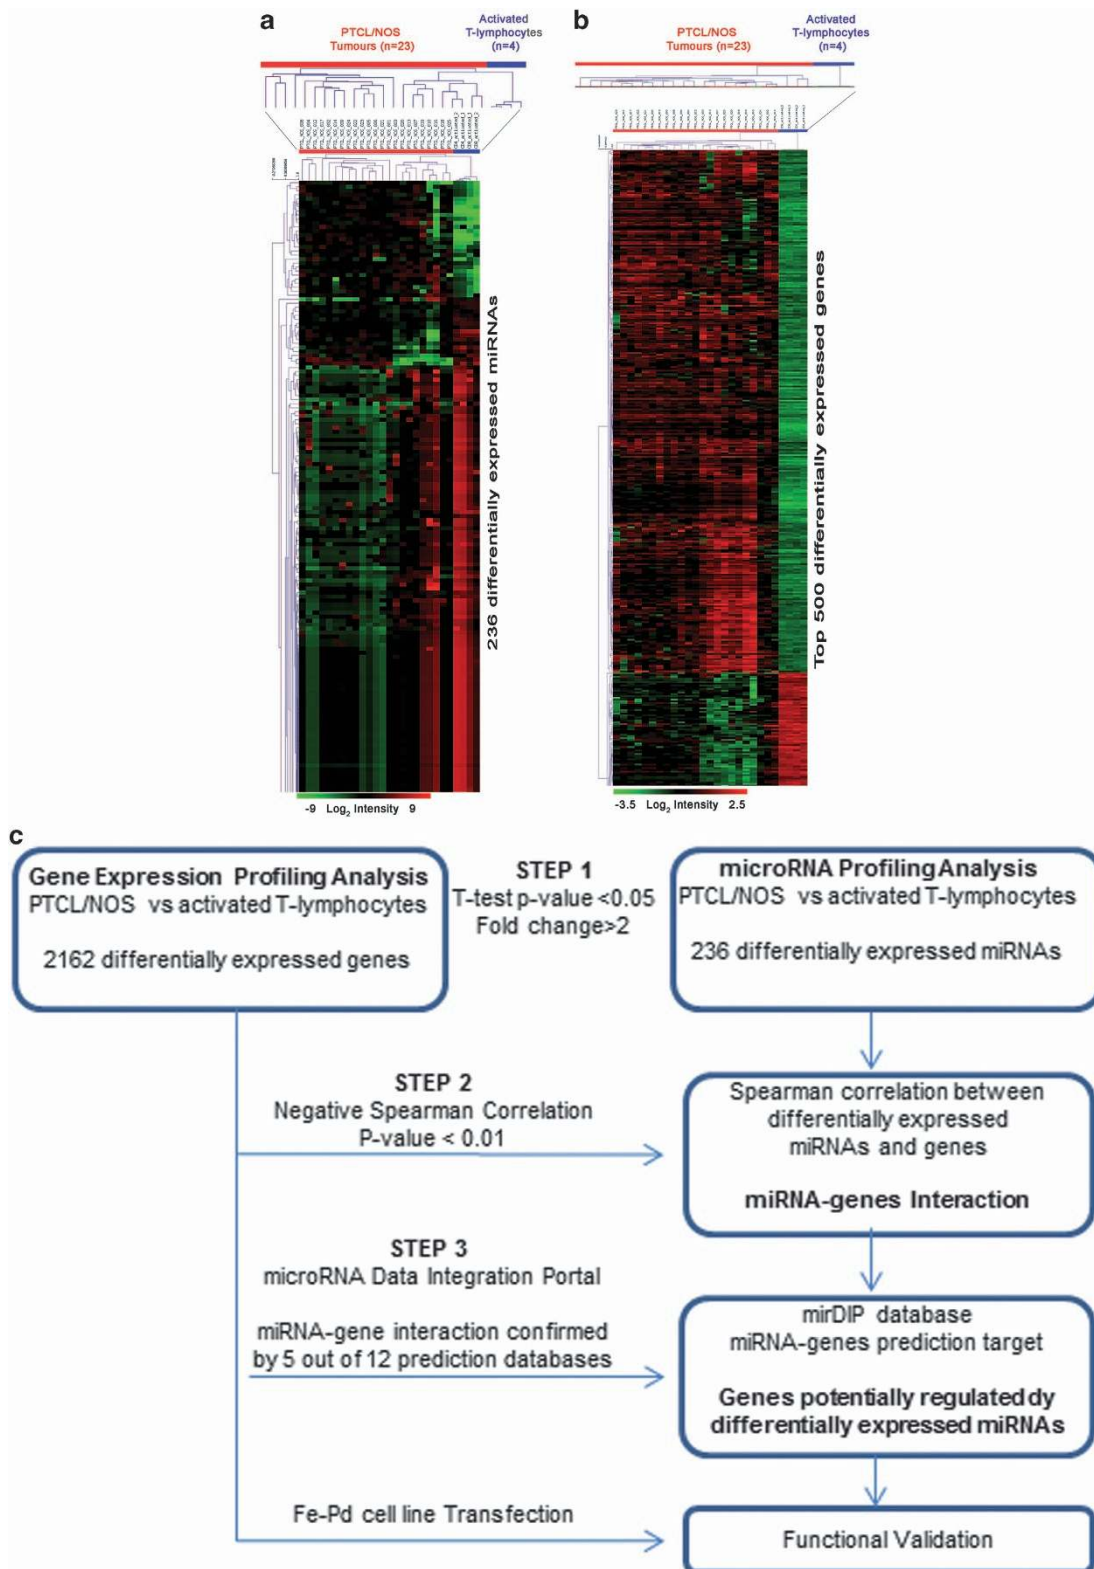 a
PTCL/NOS
Tumours (n=23)
Activated
T-lymphocytes
(n=4)
236 differentially expressed miRNAs
-9 Log2 Intensity 9
b
PTCL/NOS
Tumours (n=23)
Activated
T-lymphocytes
(n=4)
Top 500 differentially expressed genes
-3.5 Log2 Intensity 2.5
c
Gene Expression Profiling Analysis
PTCL/NOS vs activated T-lymphocytes
2162 differentially expressed genes
STEP 1
T-test p-value <0.05
Fold change>2
microRNA Profiling Analysis
PTCL/NOS vs activated T-lymphocytes
236 differentially expressed miRNAs
STEP 2
Negative Spearman Correlation
P-value < 0.01
Spearman correlation between
differentially expressed
miRNAs and genes
miRNA-genes Interaction
STEP 3
microRNA Data Integration Portal
miRNA-gene interaction confirmed
by 5 out of 12 prediction databases
mirDIP database
miRNA-genes prediction target
Genes potentially regulated dy
differentially expressed miRNAs
Fe-Pd cell line Transfection
Functional Validation